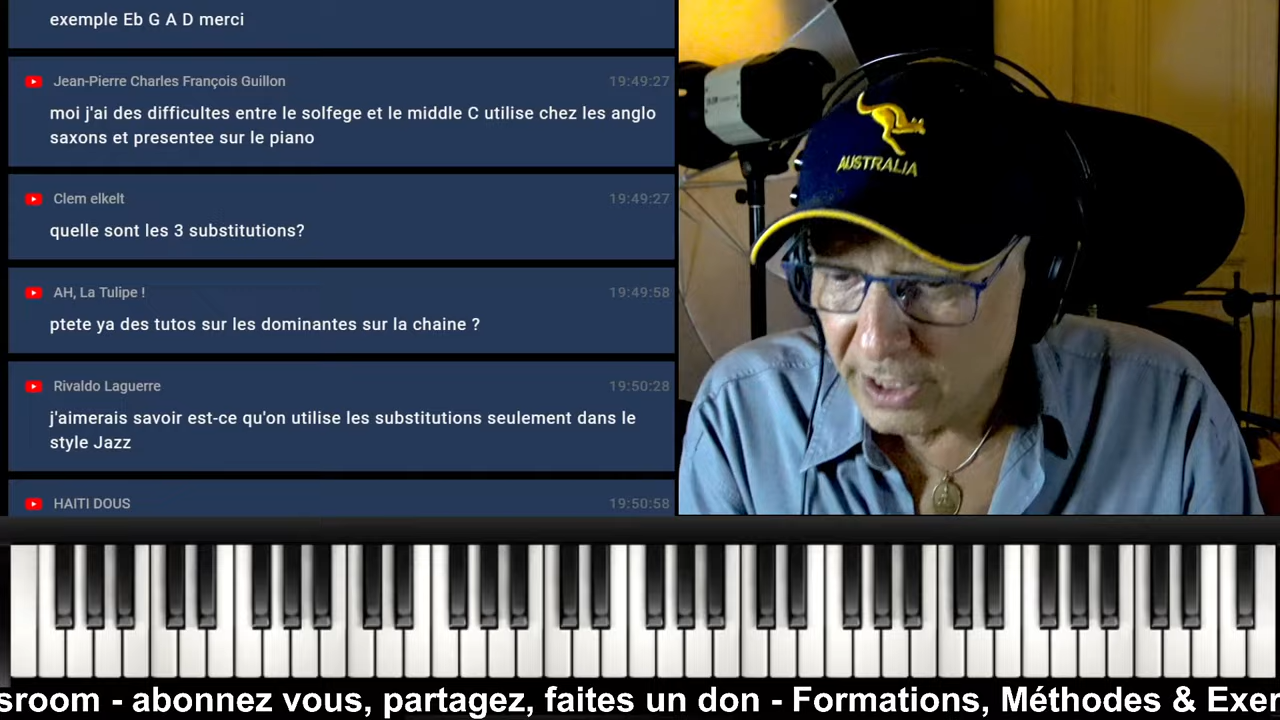 exemple Eb G A D merci
Jean-Pierre Charles François Guillon 19:49:27
moi j'ai des difficultes entre le solfege et le middle C utilise chez les anglo
saxons et presentee sur le piano
Clem elkelt 19:49:27
quelle sont les 3 substitutions?
AH, La Tulipe ! 19:49:58
ptete ya des tutos sur les dominantes sur la chaine ?
Rivaldo Laguerre 19:50:28
j'aimerais savoir est-ce qu'on utilise les substitutions seulement dans le
style Jazz
HAITI DOUS 19:50:58
AUSTRALIA
sroom - abonnez vous, partagez, faites un don - Formations, Méthodes & Exer